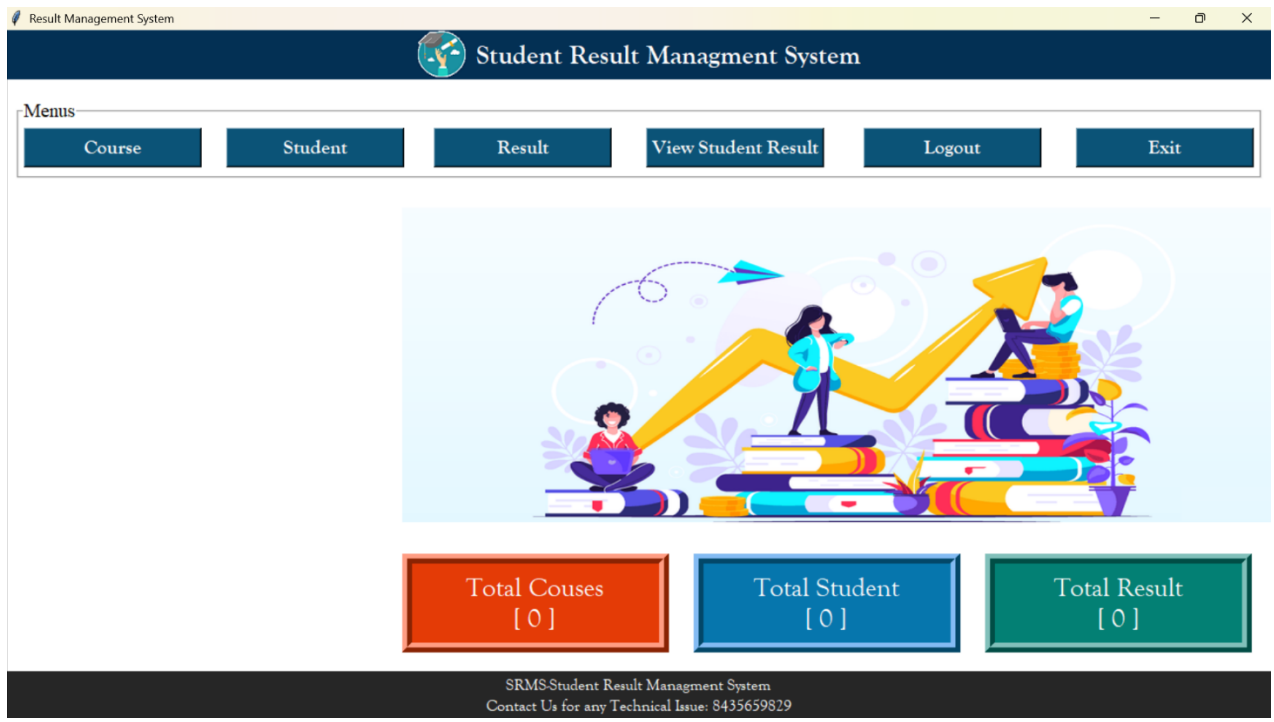 Result Management System
Student Result Managment System
Menus
Course
Student
Result
View Student Result
Logout
Exit
Total Couses
[ 0 ]
Total Student
[ 0 ]
Total Result
[ 0 ]
SRMS-Student Result Managment System
Contact Us for any Technical Issue: 8435659829